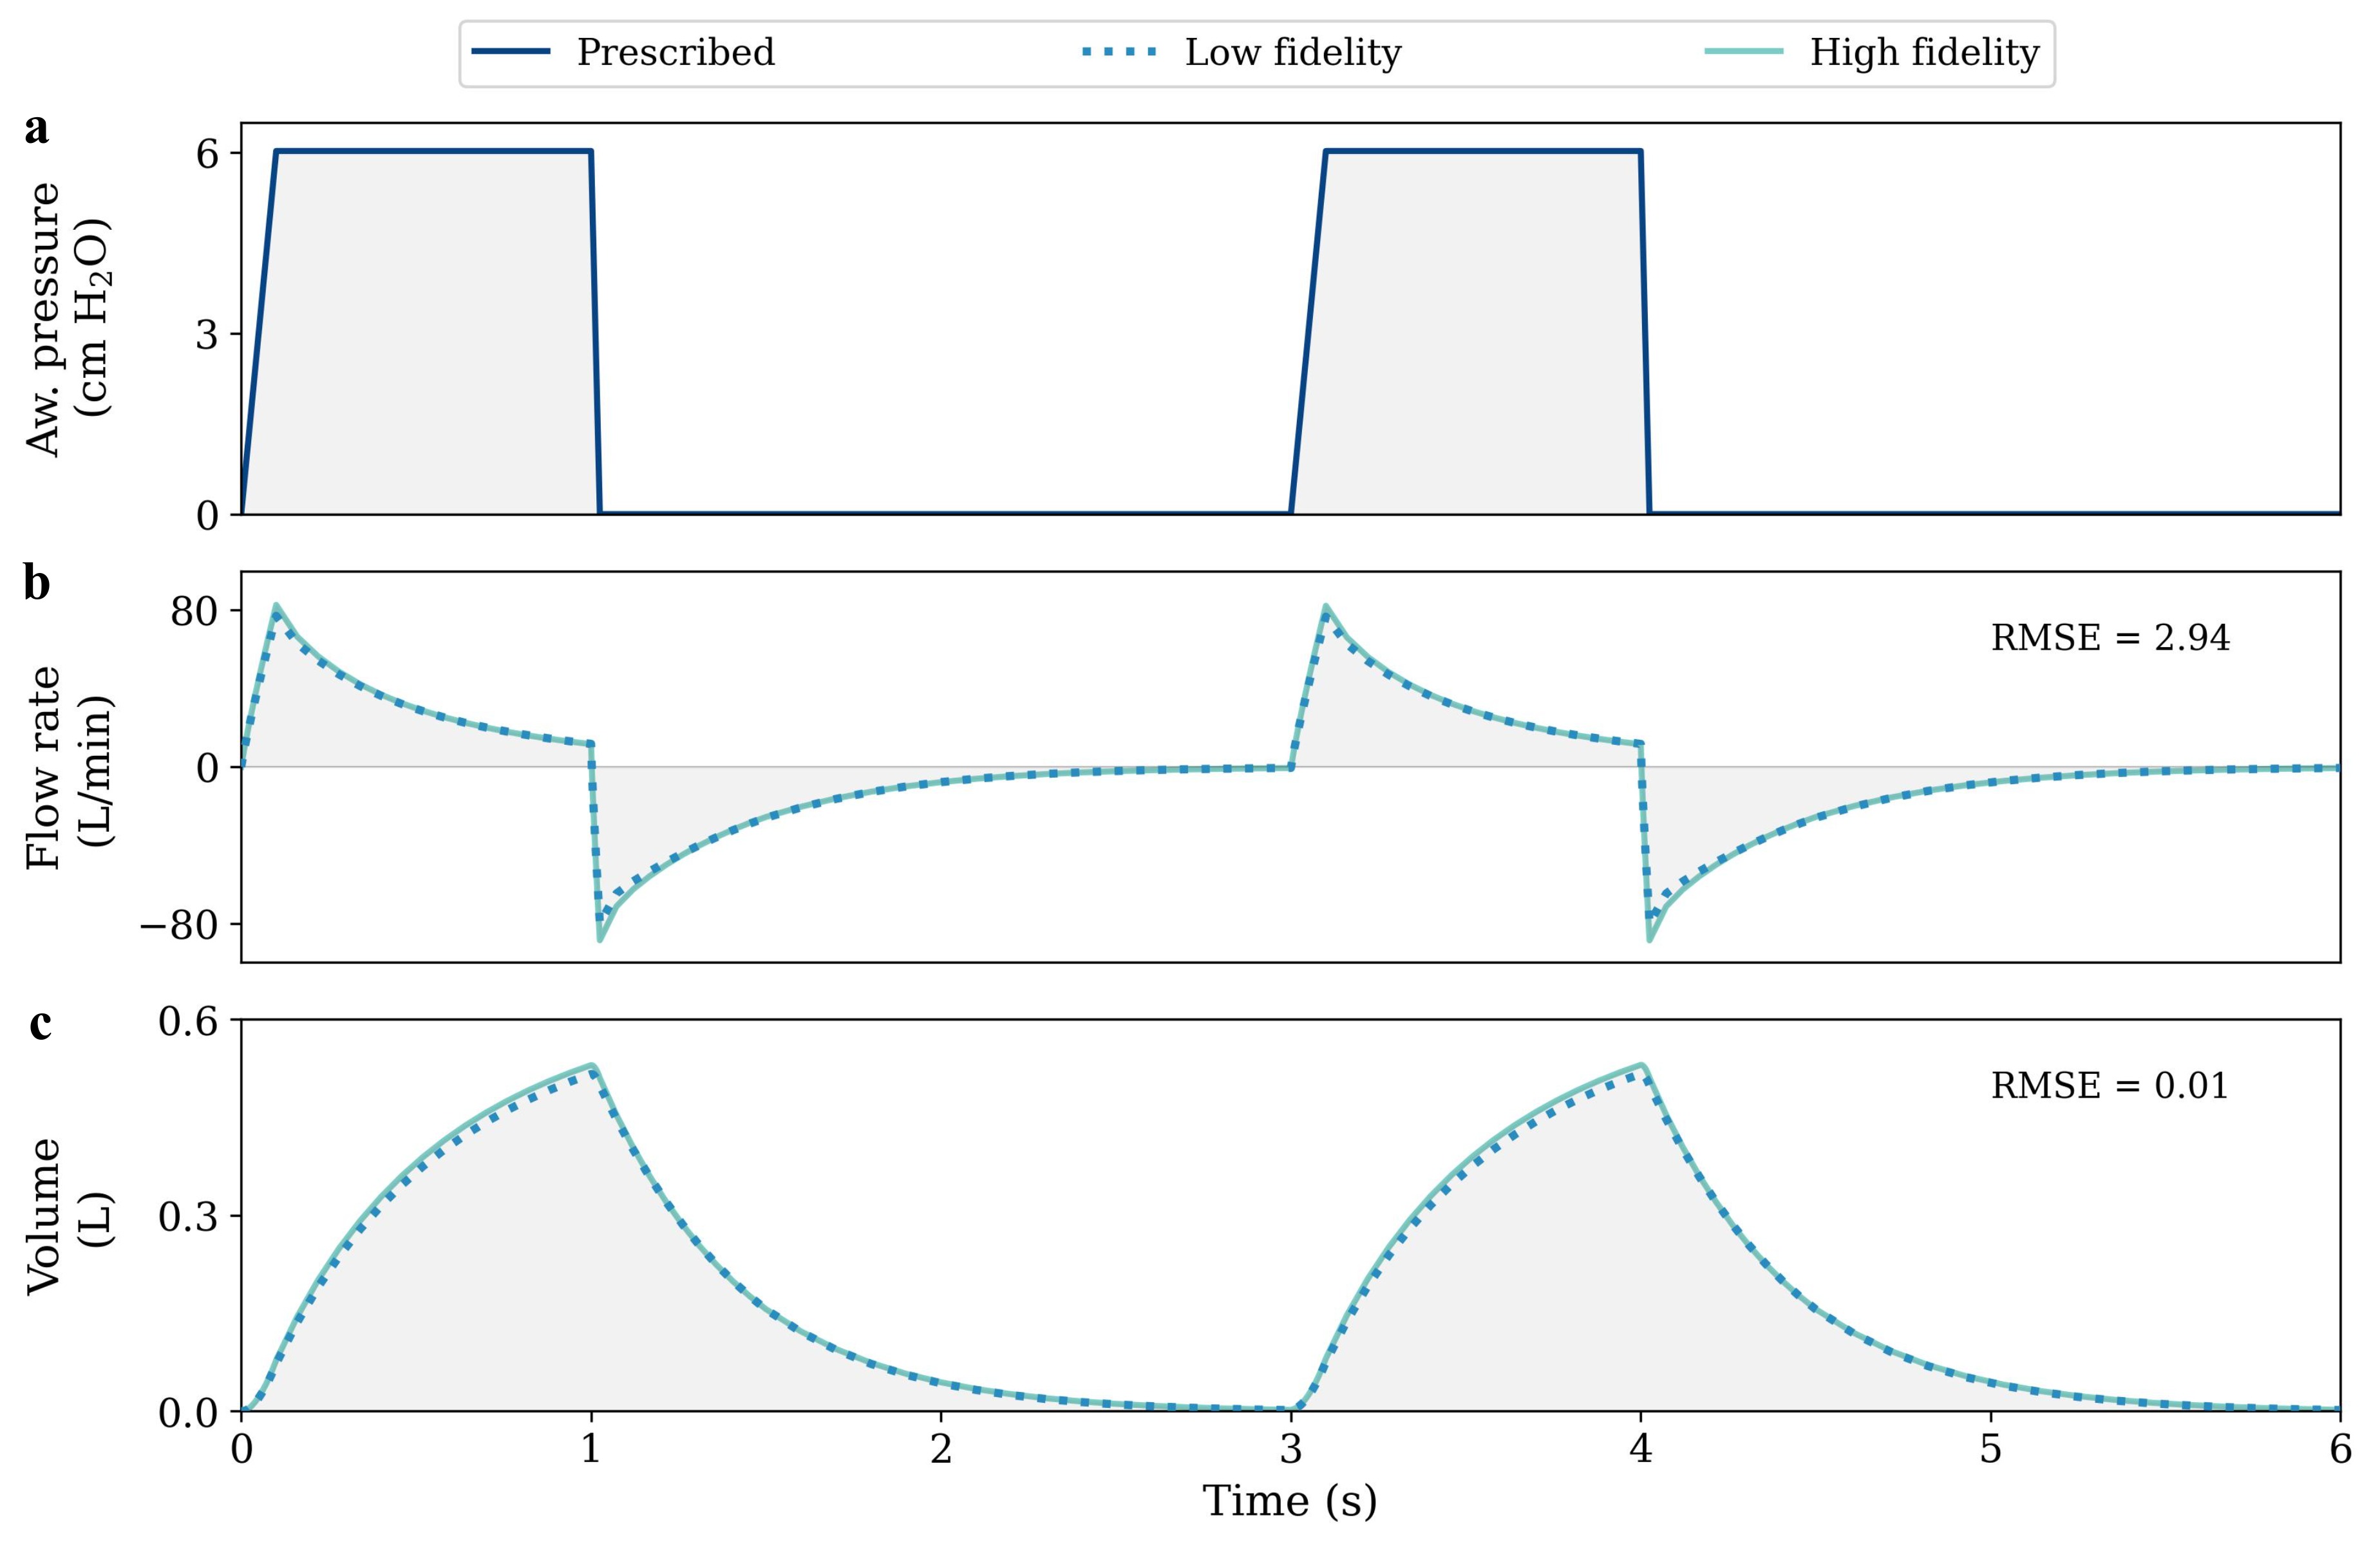 Prescribed Low fidelity High fidelity
a
Aw. pressure
(cm H₂O)
6
3
0
b
Flow rate
(L/min)
80
0
−80
RMSE = 2.94
c
Volume
(L)
0.6
0.3
0.0
RMSE = 0.01
0 1 2 3 4 5 6
Time (s)